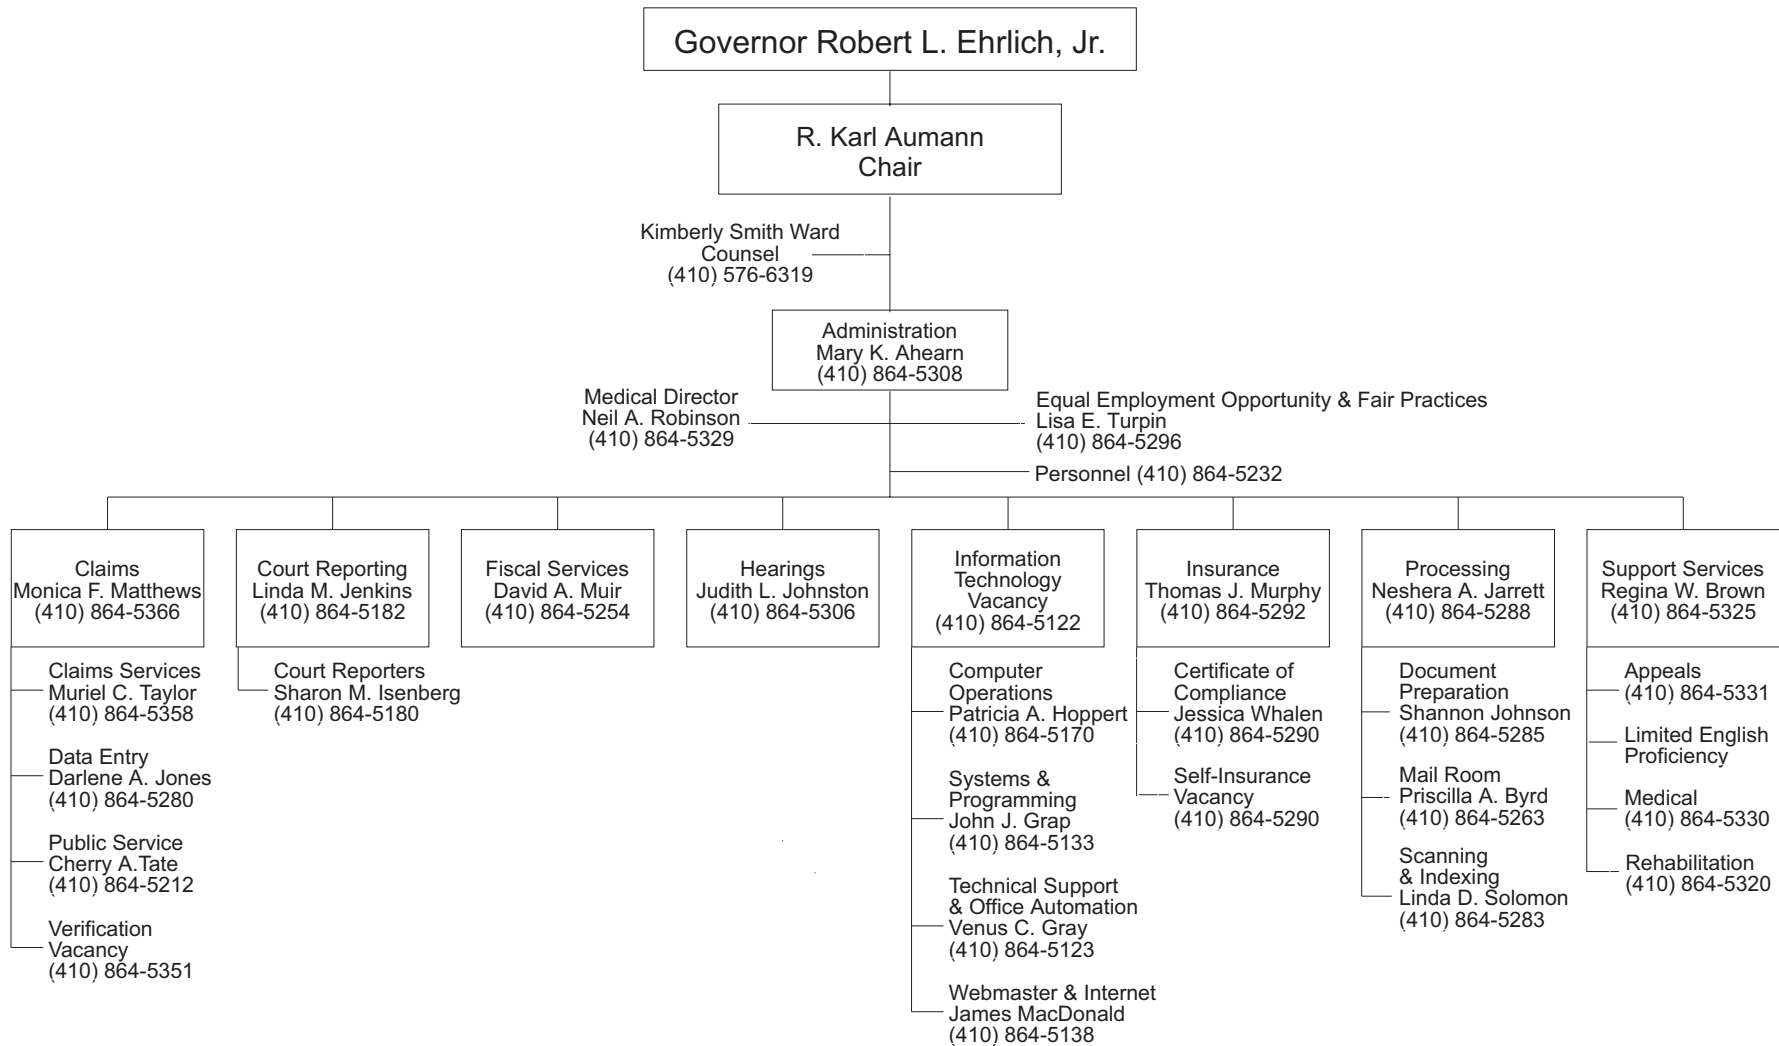 Governor Robert L. Ehrlich, Jr.
R. Karl Aumann
Chair
Kimberly Smith Ward
Counsel
(410) 576-6319
Administration
Mary K. Ahearn
(410) 864-5308
Medical Director
Neil A. Robinson
(410) 864-5329
Equal Employment Opportunity & Fair Practices
Lisa E. Turpin
(410) 864-5296
Personnel (410) 864-5232
Claims
Monica F. Matthews
(410) 864-5366
Claims Services
Muriel C. Taylor
(410) 864-5358
Data Entry
Darlene A. Jones
(410) 864-5280
Public Service
Cherry A.Tate
(410) 864-5212
Verification
Vacancy
(410) 864-5351
Court Reporting
Linda M. Jenkins
(410) 864-5182
Court Reporters
Sharon M. Isenberg
(410) 864-5180
Fiscal Services
David A. Muir
(410) 864-5254
Hearings
Judith L. Johnston
(410) 864-5306
Information
Technology
Vacancy
(410) 864-5122
Computer
Operations
Patricia A. Hoppert
(410) 864-5170
Systems &
Programming
John J. Grap
(410) 864-5133
Technical Support
& Office Automation
Venus C. Gray
(410) 864-5123
Webmaster & Internet
James MacDonald
(410) 864-5138
Insurance
Thomas J. Murphy
(410) 864-5292
Certificate of
Compliance
Jessica Whalen
(410) 864-5290
Self-Insurance
Vacancy
(410) 864-5290
Processing
Neshera A. Jarrett
(410) 864-5288
Document
Preparation
Shannon Johnson
(410) 864-5285
Mail Room
Priscilla A. Byrd
(410) 864-5263
Scanning
& Indexing
Linda D. Solomon
(410) 864-5283
Support Services
Regina W. Brown
(410) 864-5325
Appeals
(410) 864-5331
Limited English
Proficiency
Medical
(410) 864-5330
Rehabilitation
(410) 864-5320